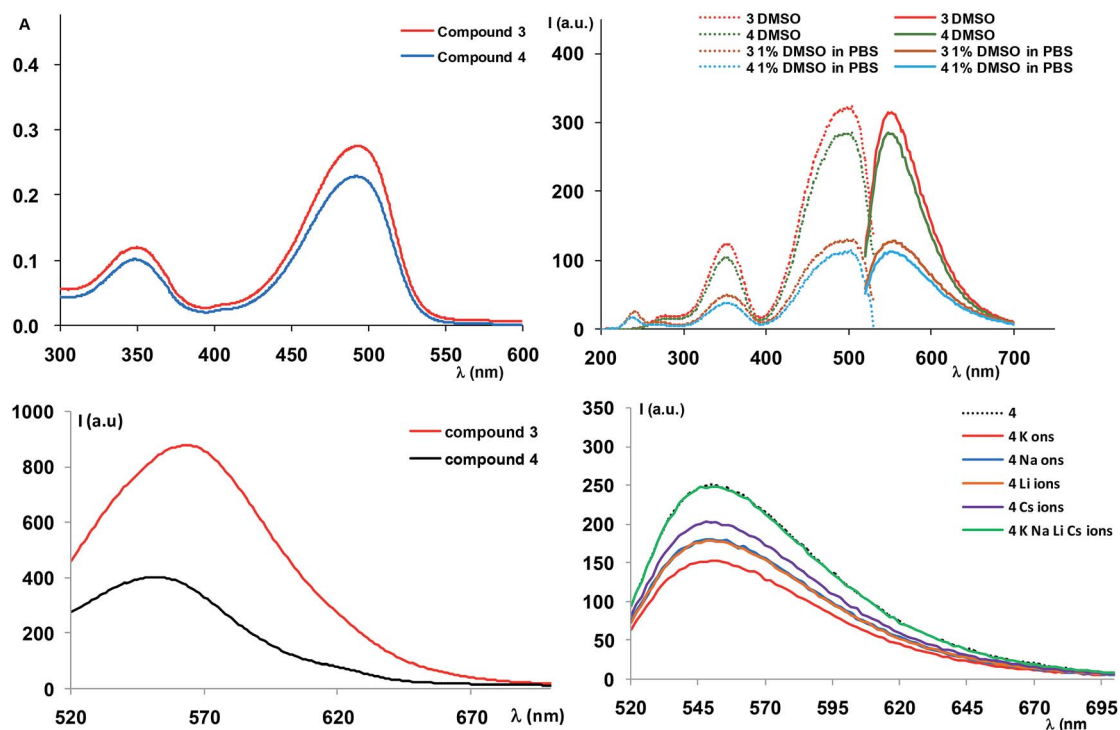 A
Compound 3
Compound 4
0.4
0.3
0.2
0.1
0.0
300 350 400 450 500 550 600
λ (nm)
I (a.u.)
3 DMSO
4 DMSO
3 1% DMSO in PBS
4 1% DMSO in PBS
3 DMSO
4 DMSO
3 1% DMSO in PBS
4 1% DMSO in PBS
400
300
200
100
0
200 300 400 500 600 700
λ (nm)
I (a.u)
compound 3
compound 4
1000
800
600
400
200
0
520 570 620 670
λ (nm)
I (a.u.)
4
4 K ons
4 Na ons
4 Li ions
4 Cs ions
4 K Na Li Cs ions
350
300
250
200
150
100
50
0
520 545 570 595 620 645 670 695
λ (nm